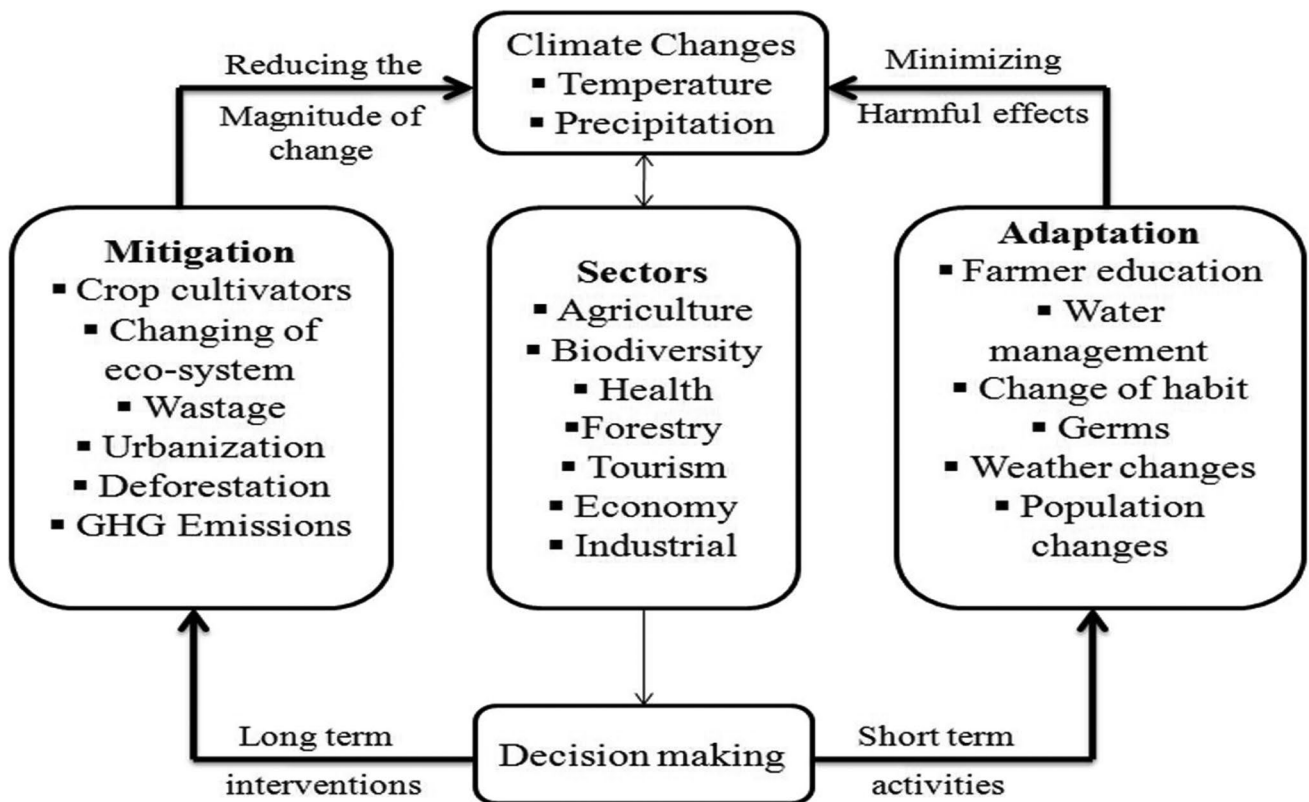 Climate Changes
▪ Temperature
▪ Precipitation
Reducing the
Magnitude of
change
Minimizing
Harmful effects
Mitigation
▪ Crop cultivators
▪ Changing of
eco-system
▪ Wastage
▪ Urbanization
▪ Deforestation
▪ GHG Emissions
Sectors
▪ Agriculture
▪ Biodiversity
▪ Health
▪Forestry
▪ Tourism
▪ Economy
▪ Industrial
Adaptation
▪ Farmer education
▪ Water
management
▪ Change of habit
▪ Germs
▪ Weather changes
▪ Population
changes
Long term
interventions
Decision making
Short term
activities